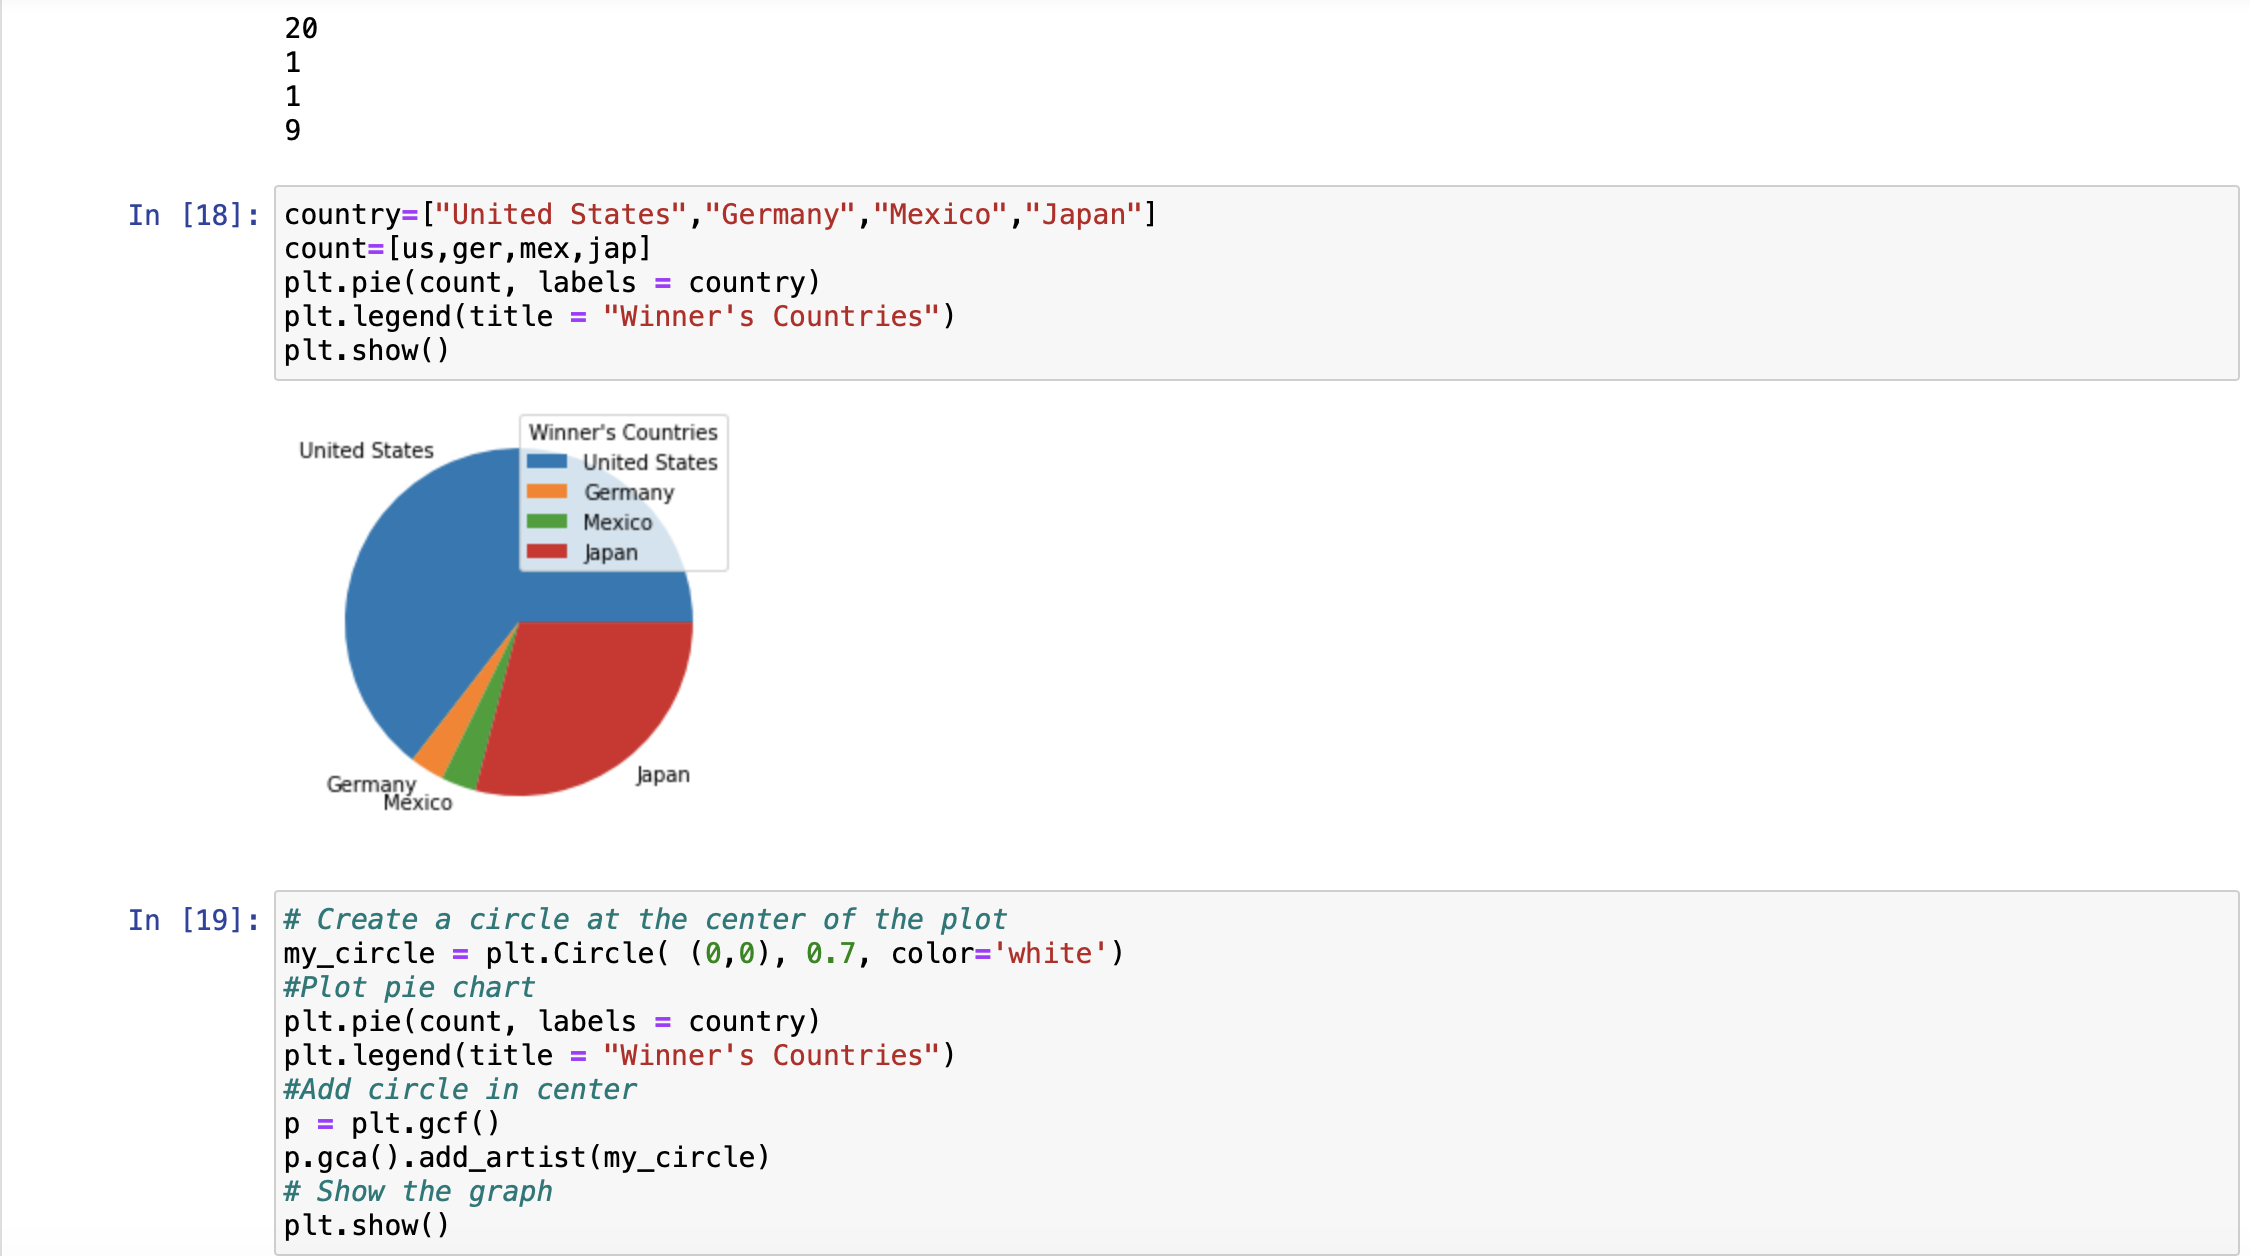 20
1
1
9
In [18]:
country=["United States","Germany","Mexico","Japan"]
count=[us,ger,mex,jap]
plt.pie(count, labels = country)
plt.legend(title = "Winner's Countries")
plt.show()
Winner's Countries
United States
United States
Germany
Mexico
Japan
Japan
Germany
Mexico
In [19]:
# Create a circle at the center of the plot
my_circle = plt.Circle( (0,0), 0.7, color='white')
#Plot pie chart
plt.pie(count, labels = country)
plt.legend(title = "Winner's Countries")
#Add circle in center
p = plt.gcf()
p.gca().add_artist(my_circle)
# Show the graph
plt.show()